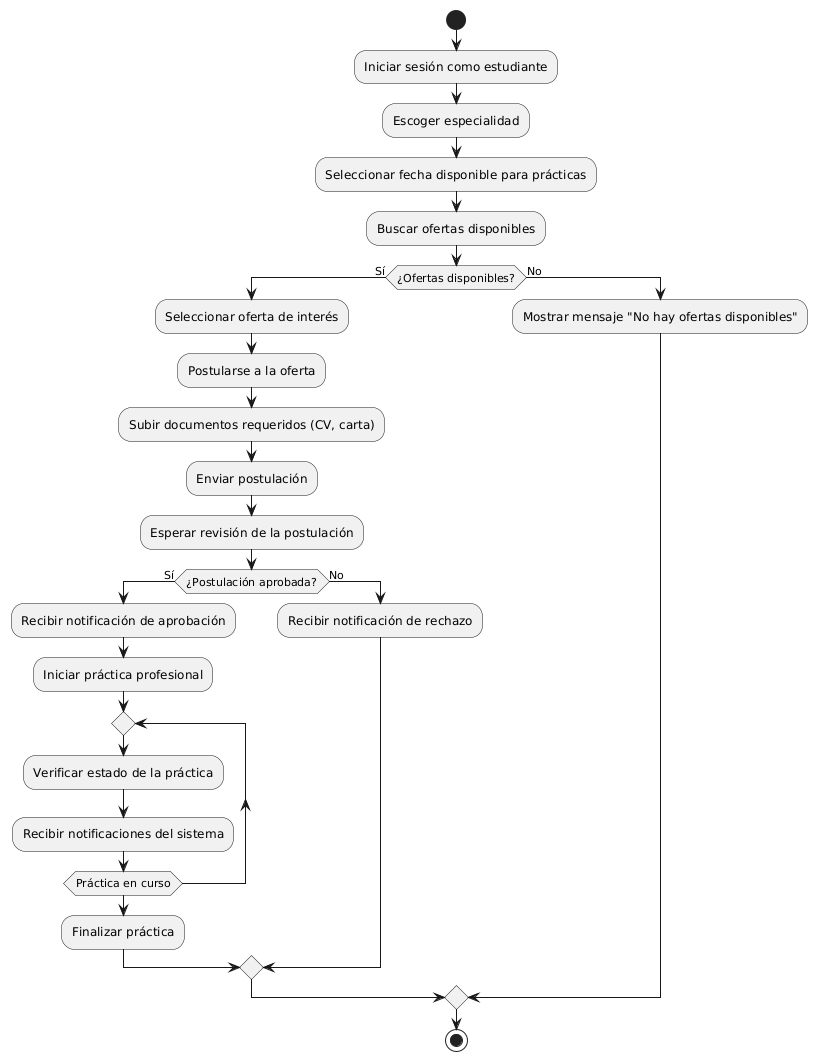 Iniciar sesión como estudiante
Escoger especialidad
Seleccionar fecha disponible para prácticas
Buscar ofertas disponibles
Sí
¿Ofertas disponibles?
No
Seleccionar oferta de interés
Mostrar mensaje "No hay ofertas disponibles"
Postularse a la oferta
Subir documentos requeridos (CV, carta)
Enviar postulación
Esperar revisión de la postulación
Sí
¿Postulación aprobada?
No
Recibir notificación de aprobación
Recibir notificación de rechazo
Iniciar práctica profesional
Verificar estado de la práctica
Recibir notificaciones del sistema
Práctica en curso
Finalizar práctica